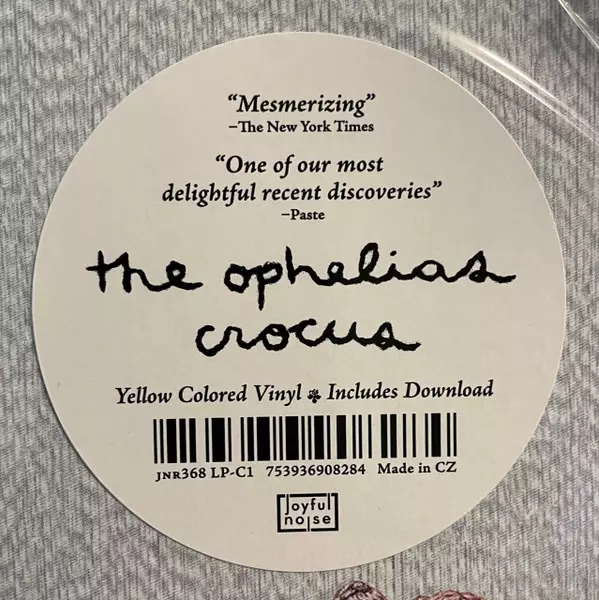 “Mesmerizing”
–The New York Times
“One of our most
delightful recent discoveries”
–Paste
the ophelias
crocus
Yellow Colored Vinyl ❧ Includes Download
JNR368 LP-C1 753936908284 Made in CZ
joyful
noise